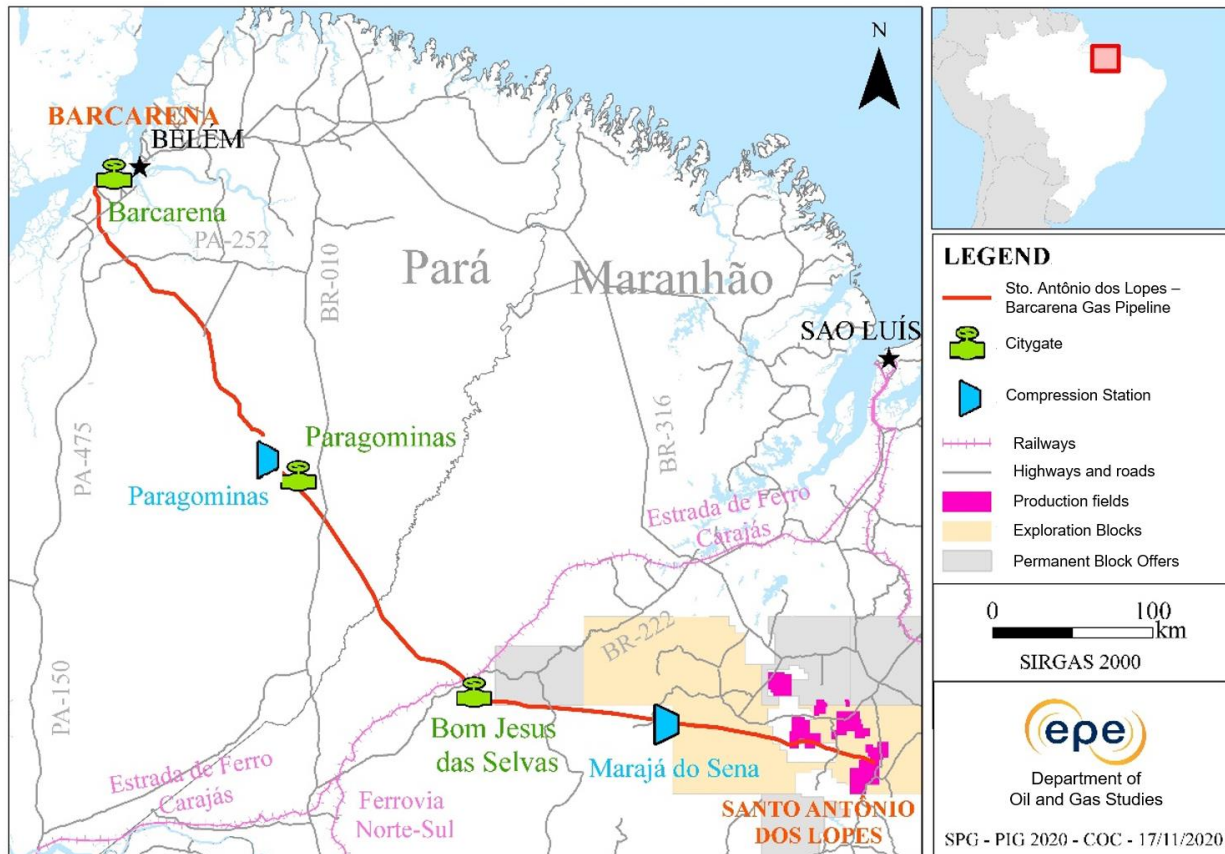 N
BARCARENA
BELÉM
Barcarena
PA-252
BR-010
Pará
Maranhão
SAO LUÍS
PA-475
Paragominas
BR-316
Paragominas
Estrada de Ferro
Carajás
BR-222
PA-150
Bom Jesus
das Selvas
Marajá do Sena
Estrada de Ferro
Carajás
Ferrovia
Norte-Sul
SANTO ANTÔNIO
DOS LOPES
LEGEND
Sto. Antônio dos Lopes –
Barcarena Gas Pipeline
Citygate
Compression Station
Railways
Highways and roads
Production fields
Exploration Blocks
Permanent Block Offers
0 100
km
SIRGAS 2000
epe
Department of
Oil and Gas Studies
SPG - PIG 2020 - COC - 17/11/2020